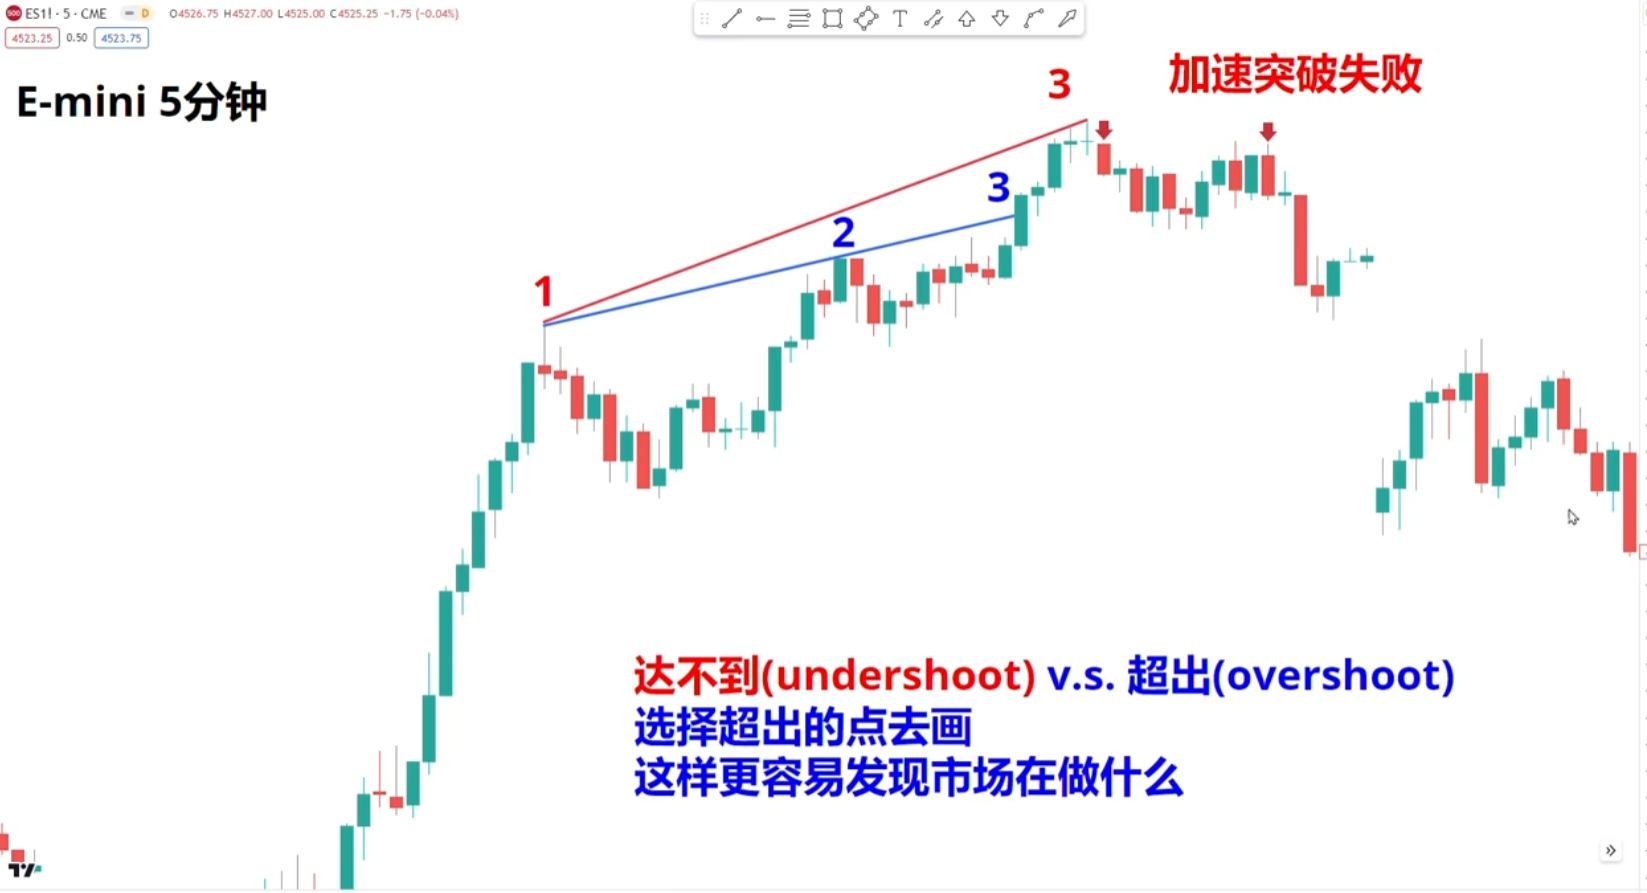 500 ES1! · 5 · CME D O4526.75 H4527.00 L4525.00 C4525.25 −1.75 (−0.04%)
4523.25 0.50 4523.75
T
E-mini 5分钟
3
加速突破失败
3
2
1
达不到(undershoot) v.s. 超出(overshoot)
选择超出的点去画
这样更容易发现市场在做什么